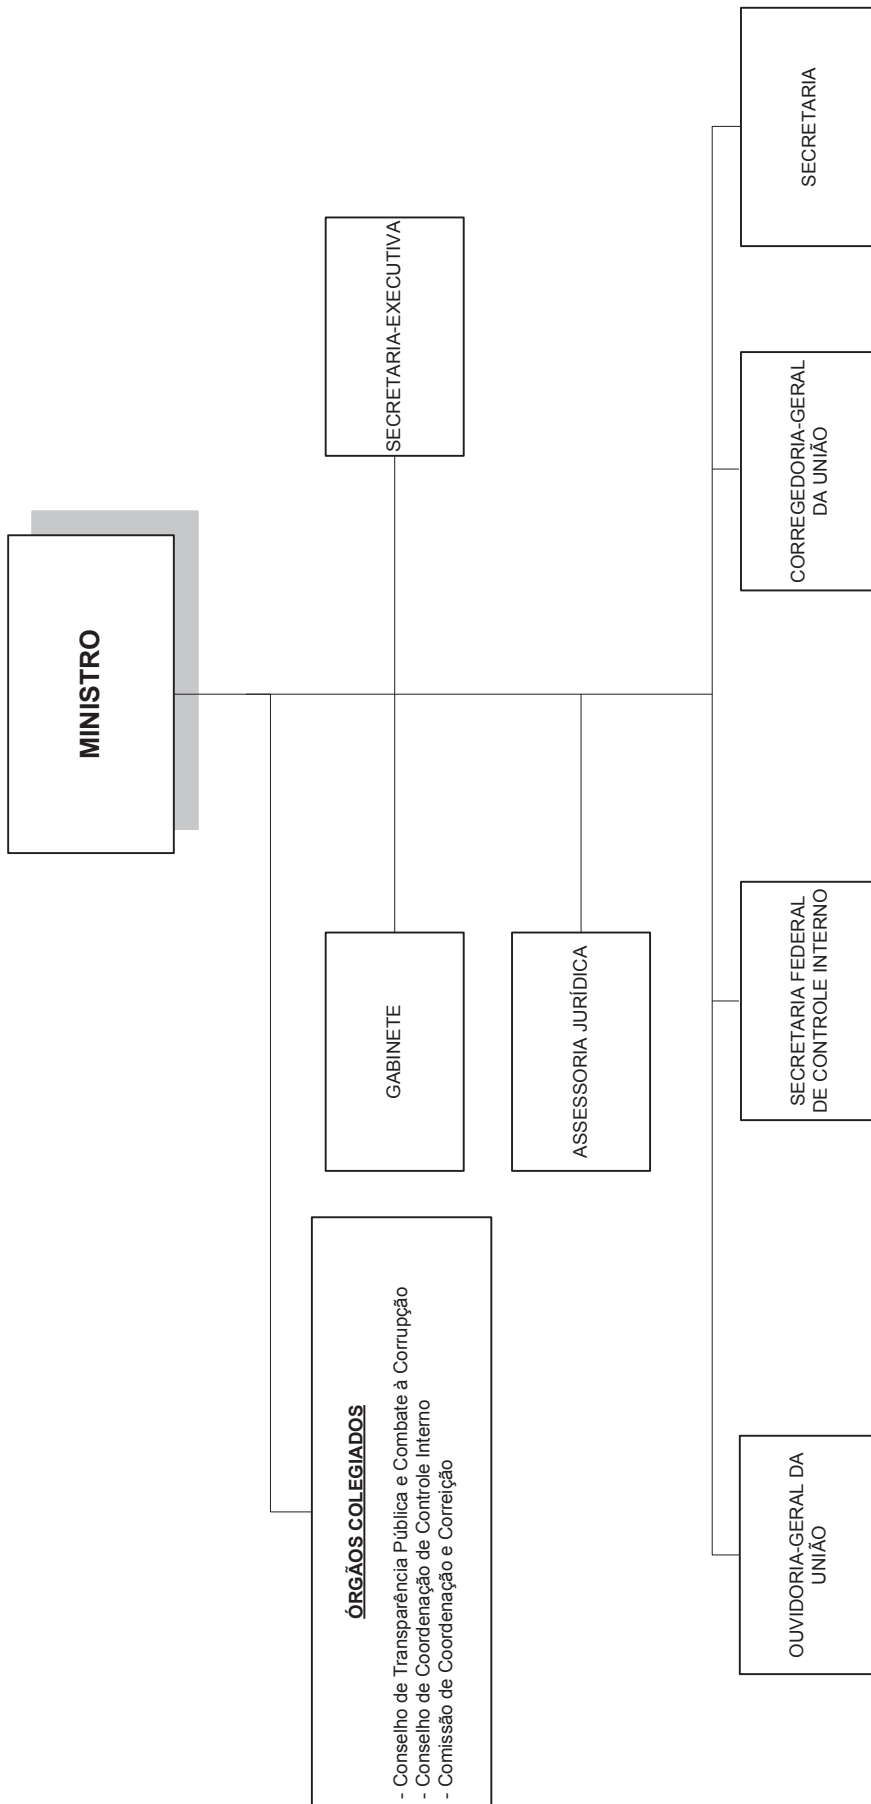 MINISTRO
ÓRGÃOS COLEGIADOS
- Conselho de Transparência Pública e Combate à Corrupção
- Conselho de Coordenação de Controle Interno
- Comissão de Coordenação e Correição
GABINETE
SECRETARIA-EXECUTIVA
ASSESSORIA JURÍDICA
OUVIDORIA-GERAL DA
UNIÃO
SECRETARIA FEDERAL
DE CONTROLE INTERNO
CORREGEDORIA-GERAL
DA UNIÃO
SECRETARIA